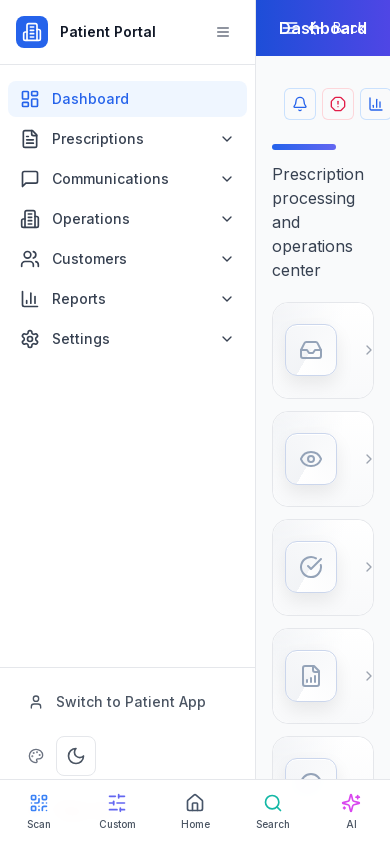 Patient Portal
Dashboard
Back
Dashboard
Prescriptions
Communications
Operations
Customers
Reports
Settings
Prescription
processing
and
operations
center
Switch to Patient App
Scan
Custom
Home
Search
AI